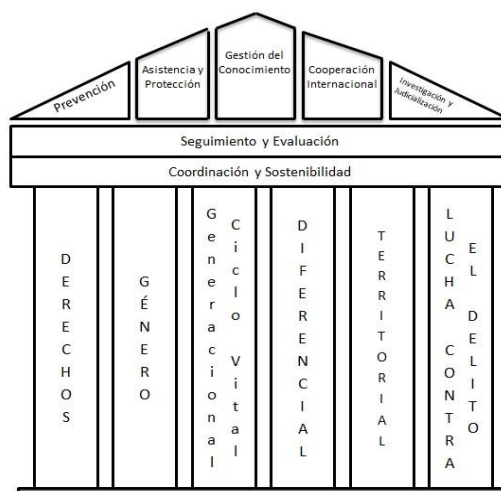 Prevención
Asistencia y
Protección
Gestión del
Conocimiento
Cooperación
Internacional
Investigación y
Judicialización
Seguimiento y Evaluación
Coordinación y Sostenibilidad
DERECHOS
GÉNERO
Generacional
Ciclo Vital
DIFERENCIAL
TERRITORIAL
LUCHA CONTRA
EL DELITO